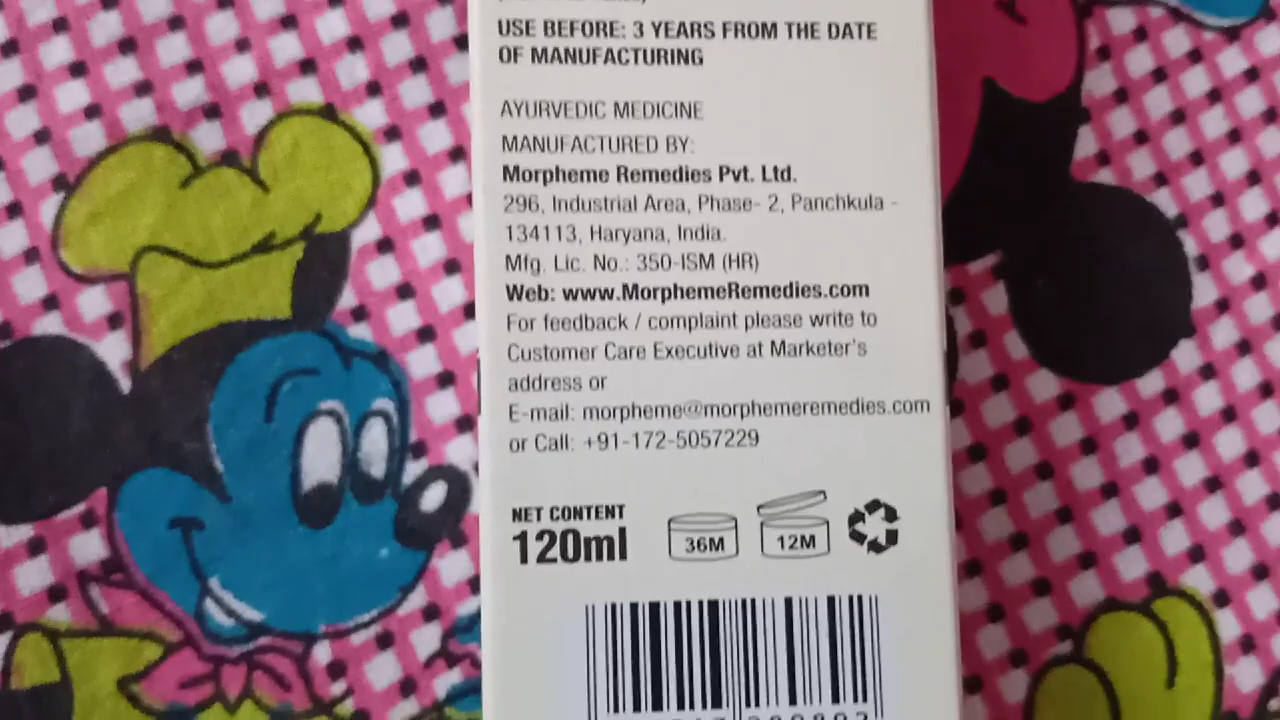 USE BEFORE: 3 YEARS FROM THE DATE
OF MANUFACTURING
AYURVEDIC MEDICINE
MANUFACTURED BY:
Morpheme Remedies Pvt. Ltd.
296, Industrial Area, Phase- 2, Panchkula -
134113, Haryana, India.
Mfg. Lic. No.: 350-ISM (HR)
Web: www.MorphemeRemedies.com
For feedback / complaint please write to
Customer Care Executive at Marketer's
address or
E-mail: morpheme@morphemeremedies.com
or Call: +91-172-5057229
NET CONTENT
120ml
36M
12M